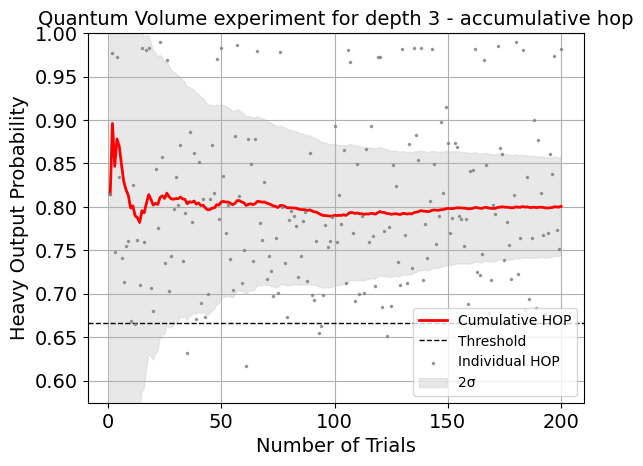 Quantum Volume experiment for depth 3 - accumulative hop
1.00
0.95
0.90
0.85
0.80
0.75
0.70
0.65
0.60
Heavy Output Probability
Cumulative HOP
Threshold
Individual HOP
2σ
0 50 100 150 200
Number of Trials